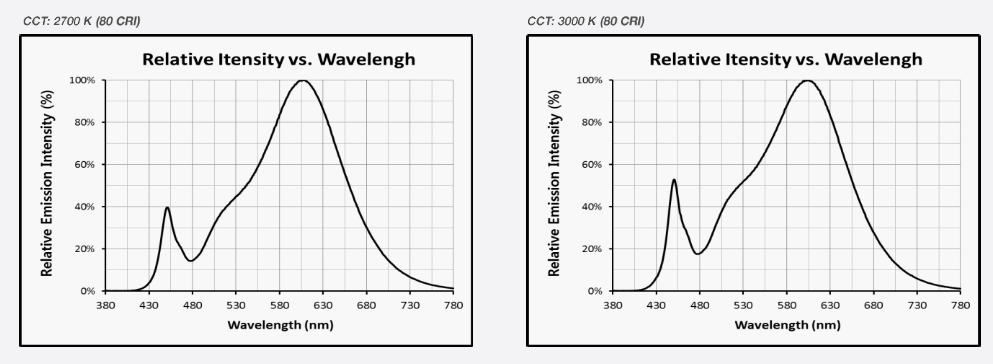 CCT: 2700 K (80 CRI)
Relative Itensity vs. Wavelengh
Relative Emission Intensity (%)
100%
80%
60%
40%
20%
0%
380 430 480 530 580 630 680 730 780
Wavelength (nm)
CCT: 3000 K (80 CRI)
Relative Itensity vs. Wavelengh
Relative Emission Intensity (%)
100%
80%
60%
40%
20%
0%
380 430 480 530 580 630 680 730 780
Wavelength (nm)